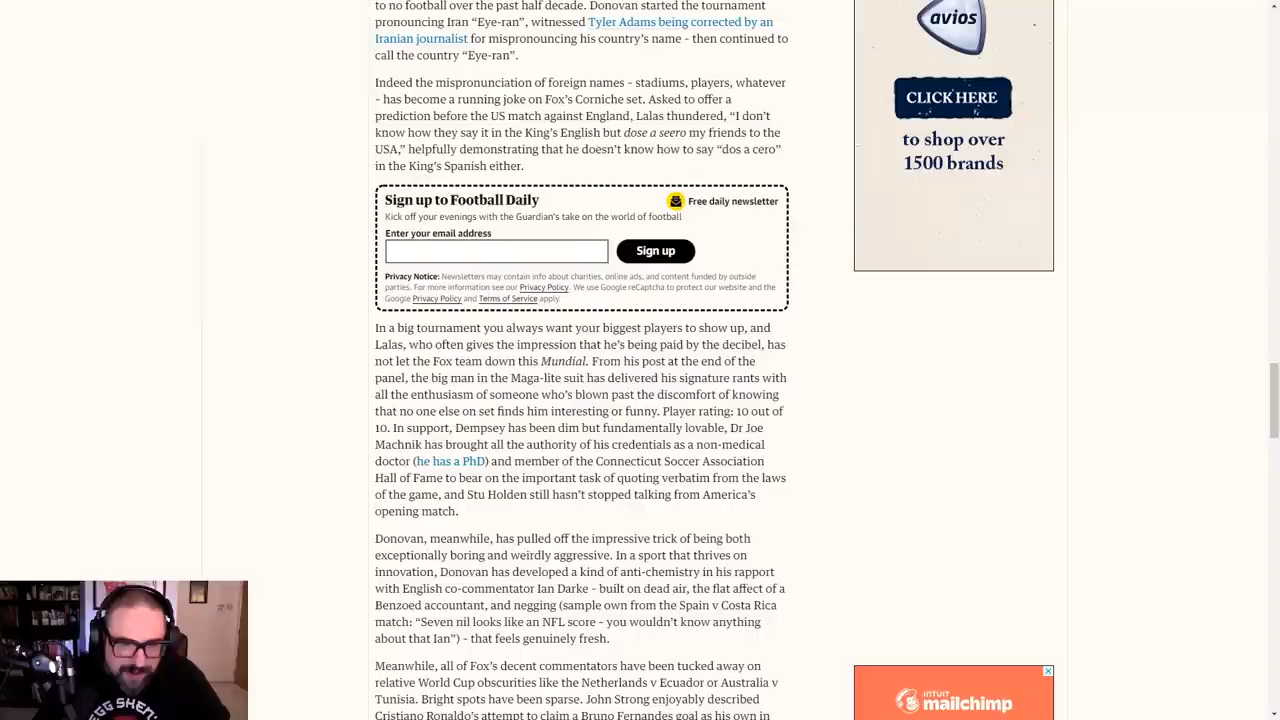 to no football over the past half decade. Donovan started the tournament
pronouncing Iran “Eye-ran”, witnessed Tyler Adams being corrected by an
Iranian journalist for mispronouncing his country’s name – then continued to
call the country “Eye-ran”.
Indeed the mispronunciation of foreign names – stadiums, players, whatever
– has become a running joke on Fox’s Corniche set. Asked to offer a
prediction before the US match against England, Lalas thundered, “I don’t
know how they say it in the King’s English but dose a seero my friends to the
USA,” helpfully demonstrating that he doesn’t know how to say “dos a cero”
in the King’s Spanish either.
Sign up to Football Daily
Free daily newsletter
Kick off your evenings with the Guardian's take on the world of football
Enter your email address
Sign up
Privacy Notice: Newsletters may contain info about charities, online ads, and content funded by outside
parties. For more information see our Privacy Policy. We use Google reCaptcha to protect our website and the
Google Privacy Policy and Terms of Service apply.
In a big tournament you always want your biggest players to show up, and
Lalas, who often gives the impression that he’s being paid by the decibel, has
not let the Fox team down this Mundial. From his post at the end of the
panel, the big man in the Maga-lite suit has delivered his signature rants with
all the enthusiasm of someone who’s blown past the discomfort of knowing
that no one else on set finds him interesting or funny. Player rating: 10 out of
10. In support, Dempsey has been dim but fundamentally lovable, Dr Joe
Machnik has brought all the authority of his credentials as a non-medical
doctor (he has a PhD) and member of the Connecticut Soccer Association
Hall of Fame to bear on the important task of quoting verbatim from the laws
of the game, and Stu Holden still hasn’t stopped talking from America’s
opening match.
Donovan, meanwhile, has pulled off the impressive trick of being both
exceptionally boring and weirdly aggressive. In a sport that thrives on
innovation, Donovan has developed a kind of anti-chemistry in his rapport
with English co-commentator Ian Darke – built on dead air, the flat affect of a
Benzoed accountant, and negging (sample own from the Spain v Costa Rica
match: “Seven nil looks like an NFL score – you wouldn’t know anything
about that Ian”) – that feels genuinely fresh.
Meanwhile, all of Fox’s decent commentators have been tucked away on
relative World Cup obscurities like the Netherlands v Ecuador or Australia v
Tunisia. Bright spots have been sparse. John Strong enjoyably described
Cristiano Ronaldo’s attempt to claim a Bruno Fernandes goal as his own in
avios
CLICK HERE
to shop over
1500 brands
INTUIT
mailchimp
EGG SHEN